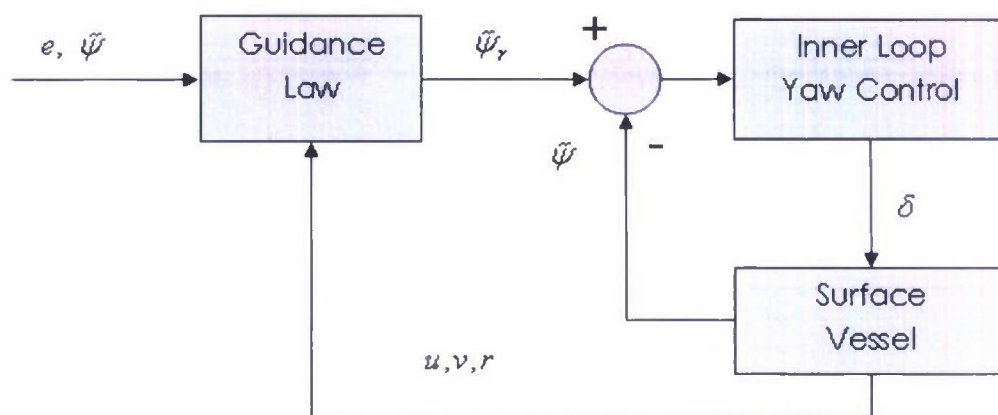 e, ψ̃
Guidance
Law
ψ̃ᵣ
+
Inner Loop
Yaw Control
ψ̃
-
δ
Surface
Vessel
u,v,r